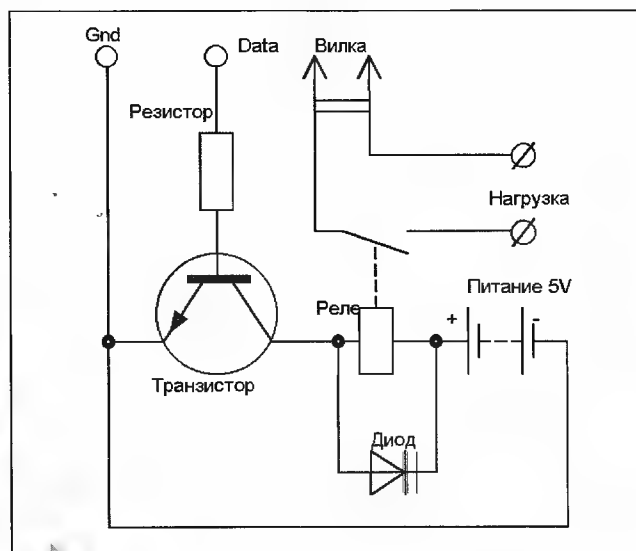 Gnd
Data
Вилка
Резистор
Нагрузка
Питание 5V
Реле
+
-
Транзистор
Диод